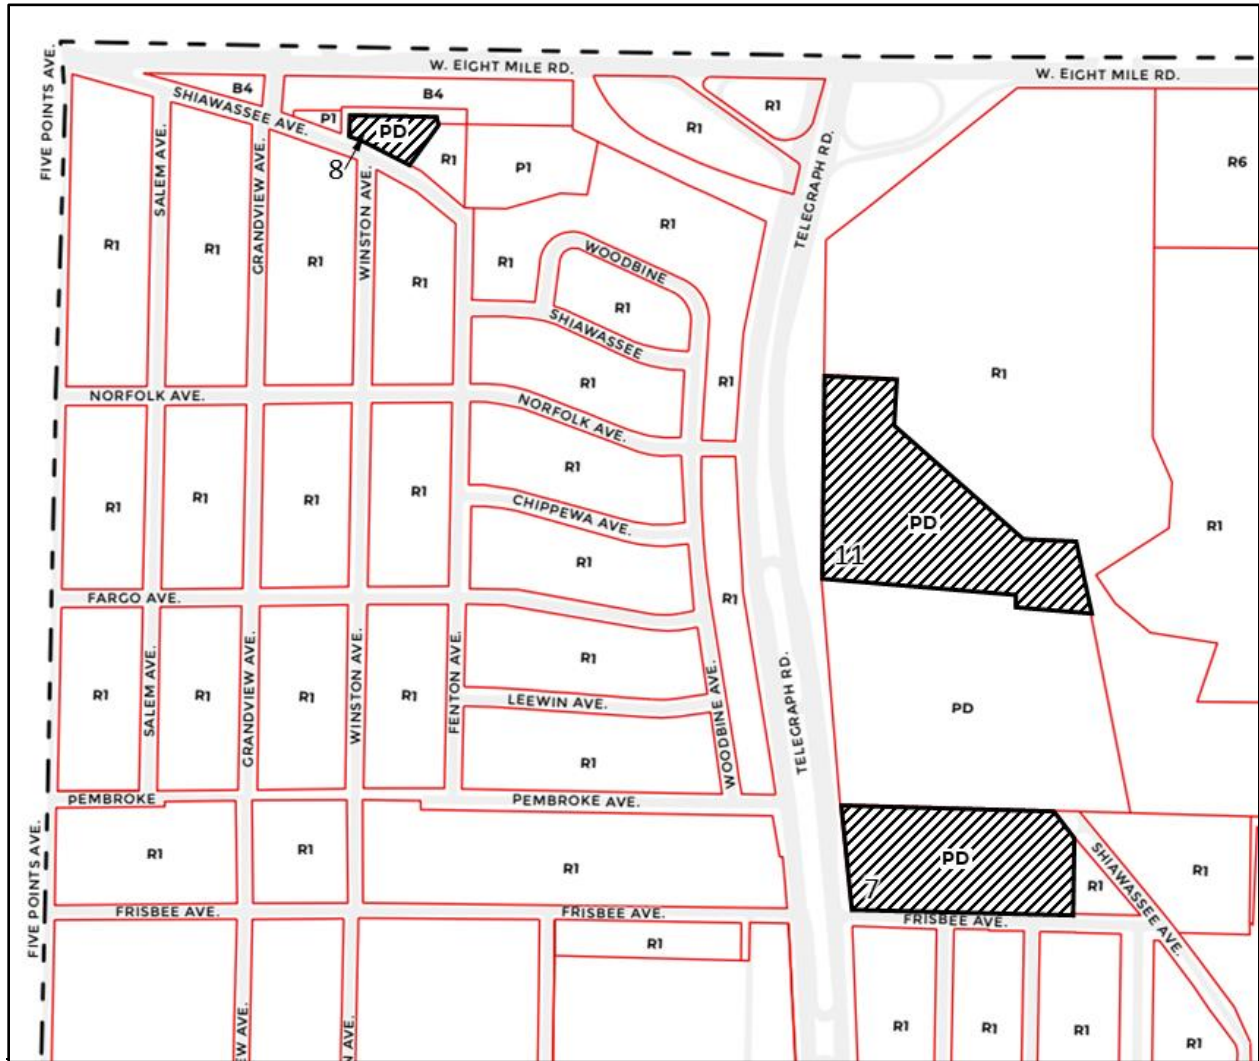 W. EIGHT MILE RD.
W. EIGHT MILE RD.
FIVE POINTS AVE.
B4
B4
SHIAWASSEE AVE.
P1
PD
8
R1
P1
R1
R1
R6
SALEM AVE.
GRANDVIEW AVE.
WINSTON AVE.
TELEGRAPH RD.
R1
R1
R1
R1
R1
R1
WOODBINE
R1
SHIAWASSEE
R1
R1
R1
NORFOLK AVE.
NORFOLK AVE.
R1
R1
R1
R1
R1
CHIPPEWA AVE.
PD
11
R1
R1
FARGO AVE.
R1
SALEM AVE.
GRANDVIEW AVE.
WINSTON AVE.
FENTON AVE.
R1
R1
R1
R1
R1
LEEWIN AVE.
WOODBINE AVE.
TELEGRAPH RD.
PD
R1
PEMBROKE
PEMBROKE AVE.
FIVE POINTS AVE.
R1
R1
R1
PD
7
R1
SHIAWASSEE AVE.
R1
FRISBEE AVE.
FRISBEE AVE.
FRISBEE AVE.
R1
EW AVE.
N AVE.
R1
R1
R1
R1